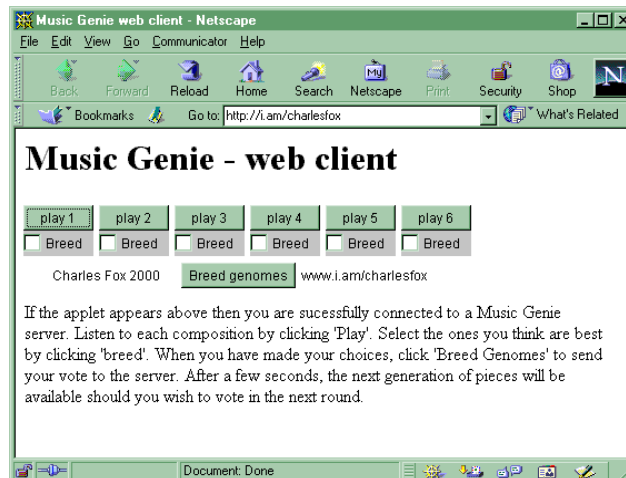 Music Genie web client - Netscape
File Edit View Go Communicator Help
Back Forward Reload Home Search Netscape Print Security Shop
My
N
Bookmarks Go to: http://i.am/charlesfox What's Related
Music Genie - web client
play 1 play 2 play 3 play 4 play 5 play 6
Breed Breed Breed Breed Breed Breed
Charles Fox 2000 Breed genomes www.i.am/charlesfox
If the applet appears above then you are sucessfully connected to a Music Genie
server. Listen to each composition by clicking 'Play'. Select the ones you think are best
by clicking 'breed'. When you have made your choices, click 'Breed Genomes' to send
your vote to the server. After a few seconds, the next generation of pieces will be
available should you wish to vote in the next round.
Document: Done